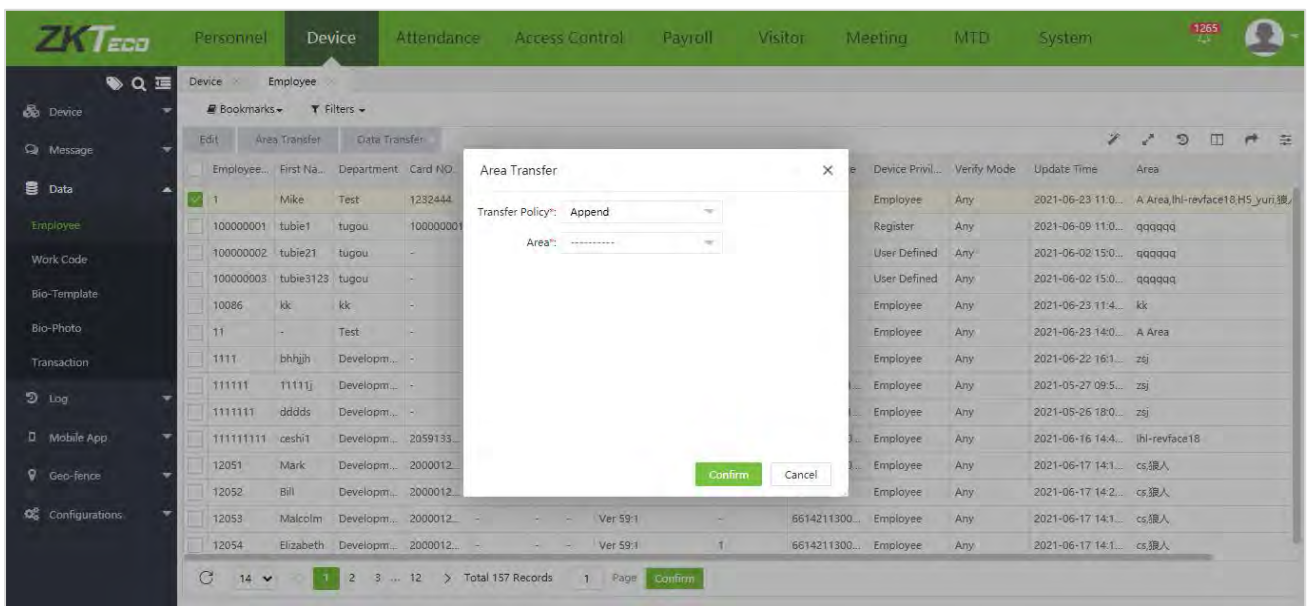 ZKTeco Personnel Device Attendance Access Control Payroll Visitor Meeting MTD System 1265
Device Employee
Device Bookmarks Filters
Edit Area Transfer Data Transfer
Message
Employee... First Na... Department Card NO. Area Transfer e Device Privil... Verify Mode Update Time Area
Data 1 Mike Test 1232444 Employee Any 2021-06-23 11:0... A Area,lhl-revface18,H5_yuri,狼
Transfer Policy*: Append
Employee 100000001 tubie1 tugou 100000001 Register Any 2021-06-09 11:0... qqqqqq
Area*: ----------
Work Code 100000002 tubie21 tugou - User Defined Any 2021-06-02 15:0... qqqqqq
100000003 tubie3123 tugou - User Defined Any 2021-06-02 15:0... qqqqqq
Bio-Template 10086 kk kk - Employee Any 2021-06-23 11:4... kk
Bio-Photo 11 - Test - Employee Any 2021-06-23 14:0... A Area
Transaction 1111 bhhjjh Developm... - Employee Any 2021-06-22 16:1... zsj
111111 11111j Developm... - Employee Any 2021-05-27 09:5... zsj
Log 1111111 dddds Developm... - Employee Any 2021-05-26 18:0... zsj
Mobile App 111111111 ceshi1 Developm... 2059133... Employee Any 2021-06-16 14:4... lhl-revface18
Geo-fence 12051 Mark Developm... 2000012... Confirm Cancel Employee Any 2021-06-17 14:1... cs,狼人
12052 Bill Developm... 2000012... Employee Any 2021-06-17 14:2... cs,狼人
Configurations 12053 Malcolm Developm... 2000012... - - - Ver 59:1 - 6614211300... Employee Any 2021-06-17 14:1... cs,狼人
12054 Elizabeth Developm... 2000012... - - - Ver 59:1 1 6614211300... Employee Any 2021-06-17 14:1... cs,狼人
14 1 2 3 ... 12 > Total 157 Records 1 Page Confirm